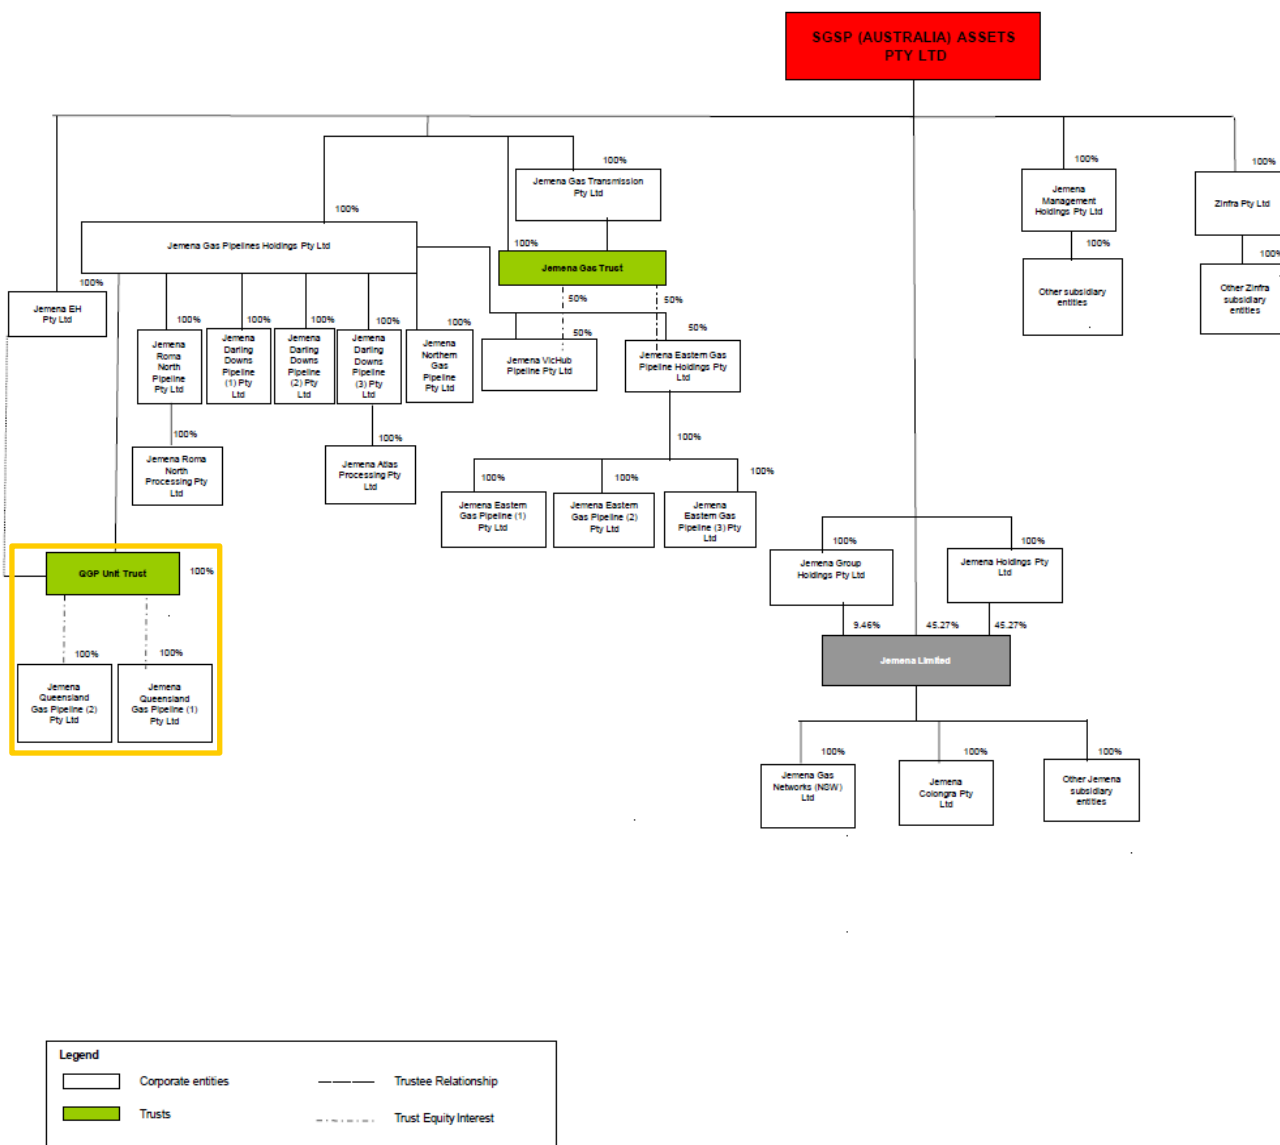 SGSP (AUSTRALIA) ASSETS
PTY LTD
100%
Jemena Gas Transmission
Pty Ltd
100%
Jemena
Management
Holdings Pty Ltd
100%
Zinfra Pty Ltd
100%
Jemena Gas Pipelines Holdings Pty Ltd
100%
Jemena Gas Trust
100%
Other subsidiary
entities
100%
Other Zinfra
subsidiary
entities
100%
Jemena EH
Pty Ltd
50%
50%
100%
Jemena
Roma
North
Pipeline
Pty Ltd
100%
Jemena
Darling
Downs
Pipeline
(1) Pty
Ltd
100%
Jemena
Darling
Downs
Pipeline
(2) Pty
Ltd
100%
Jemena
Darling
Downs
Pipeline
(3) Pty
Ltd
100%
Jemena
Northern
Gas
Pipeline
Pty Ltd
50%
Jemena VicHub
Pipeline Pty Ltd
50%
Jemena Eastern Gas
Pipeline Holdings Pty
Ltd
100%
Jemena Roma
North
Processing Pty
Ltd
100%
Jemena Atlas
Processing Pty
Ltd
100%
100%
Jemena Eastern
Gas Pipeline (1)
Pty Ltd
100%
Jemena Eastern
Gas Pipeline (2)
Pty Ltd
100%
Jemena
Eastern Gas
Pipeline (3) Pty
Ltd
100%
Jemena Group
Holdings Pty Ltd
100%
Jemena Holdings Pty
Ltd
QGP Unit Trust
100%
9.46%
45.27%
45.27%
Jemena Limited
100%
Jemena
Queensland
Gas Pipeline (2)
Pty Ltd
100%
Jemena
Queensland
Gas Pipeline (1)
Pty Ltd
100%
Jemena Gas
Networks (NSW)
Ltd
100%
Jemena
Colongra Pty
Ltd
100%
Other Jemena
subsidiary
entities
Legend
Corporate entities
Trustee Relationship
Trusts
Trust Equity Interest